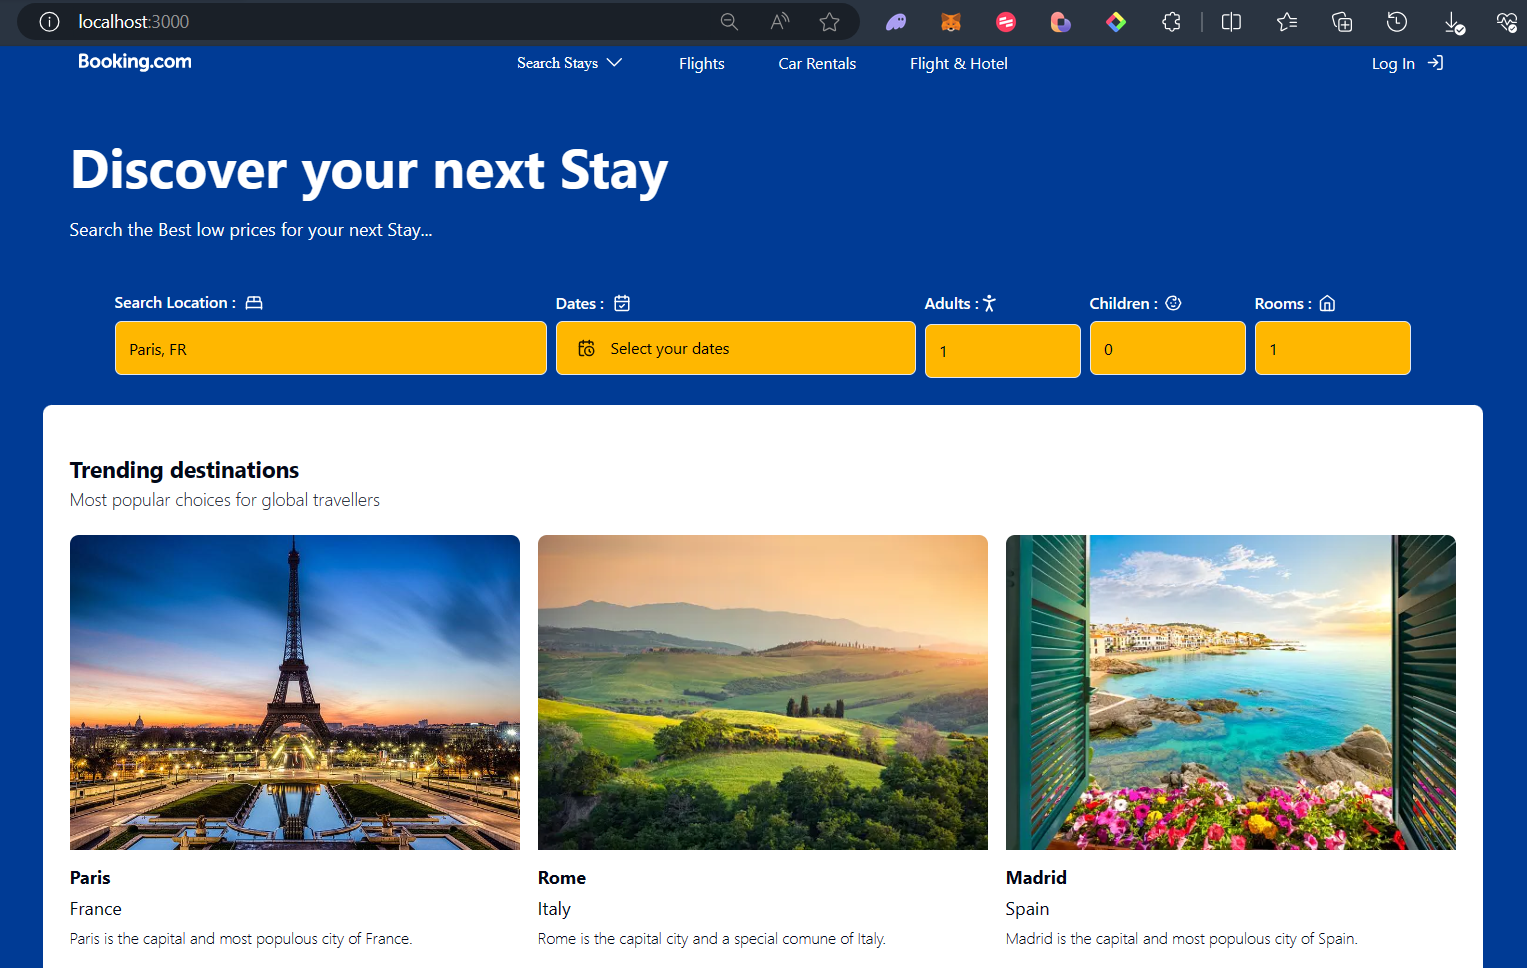 localhost:3000
Booking.com
Search Stays
Flights
Car Rentals
Flight & Hotel
Log In
Discover your next Stay
Search the Best low prices for your next Stay...
Search Location :
Dates :
Adults :
Children :
Rooms :
Paris, FR
Select your dates
1
0
1
Trending destinations
Most popular choices for global travellers
Paris
France
Paris is the capital and most populous city of France.
Rome
Italy
Rome is the capital city and a special comune of Italy.
Madrid
Spain
Madrid is the capital and most populous city of Spain.